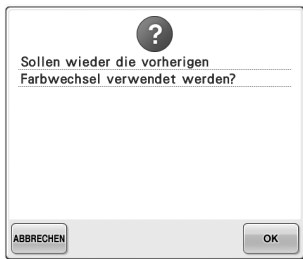 ?
Sollen wieder die vorherigen
Farbwechsel verwendet werden?
ABBRECHEN OK